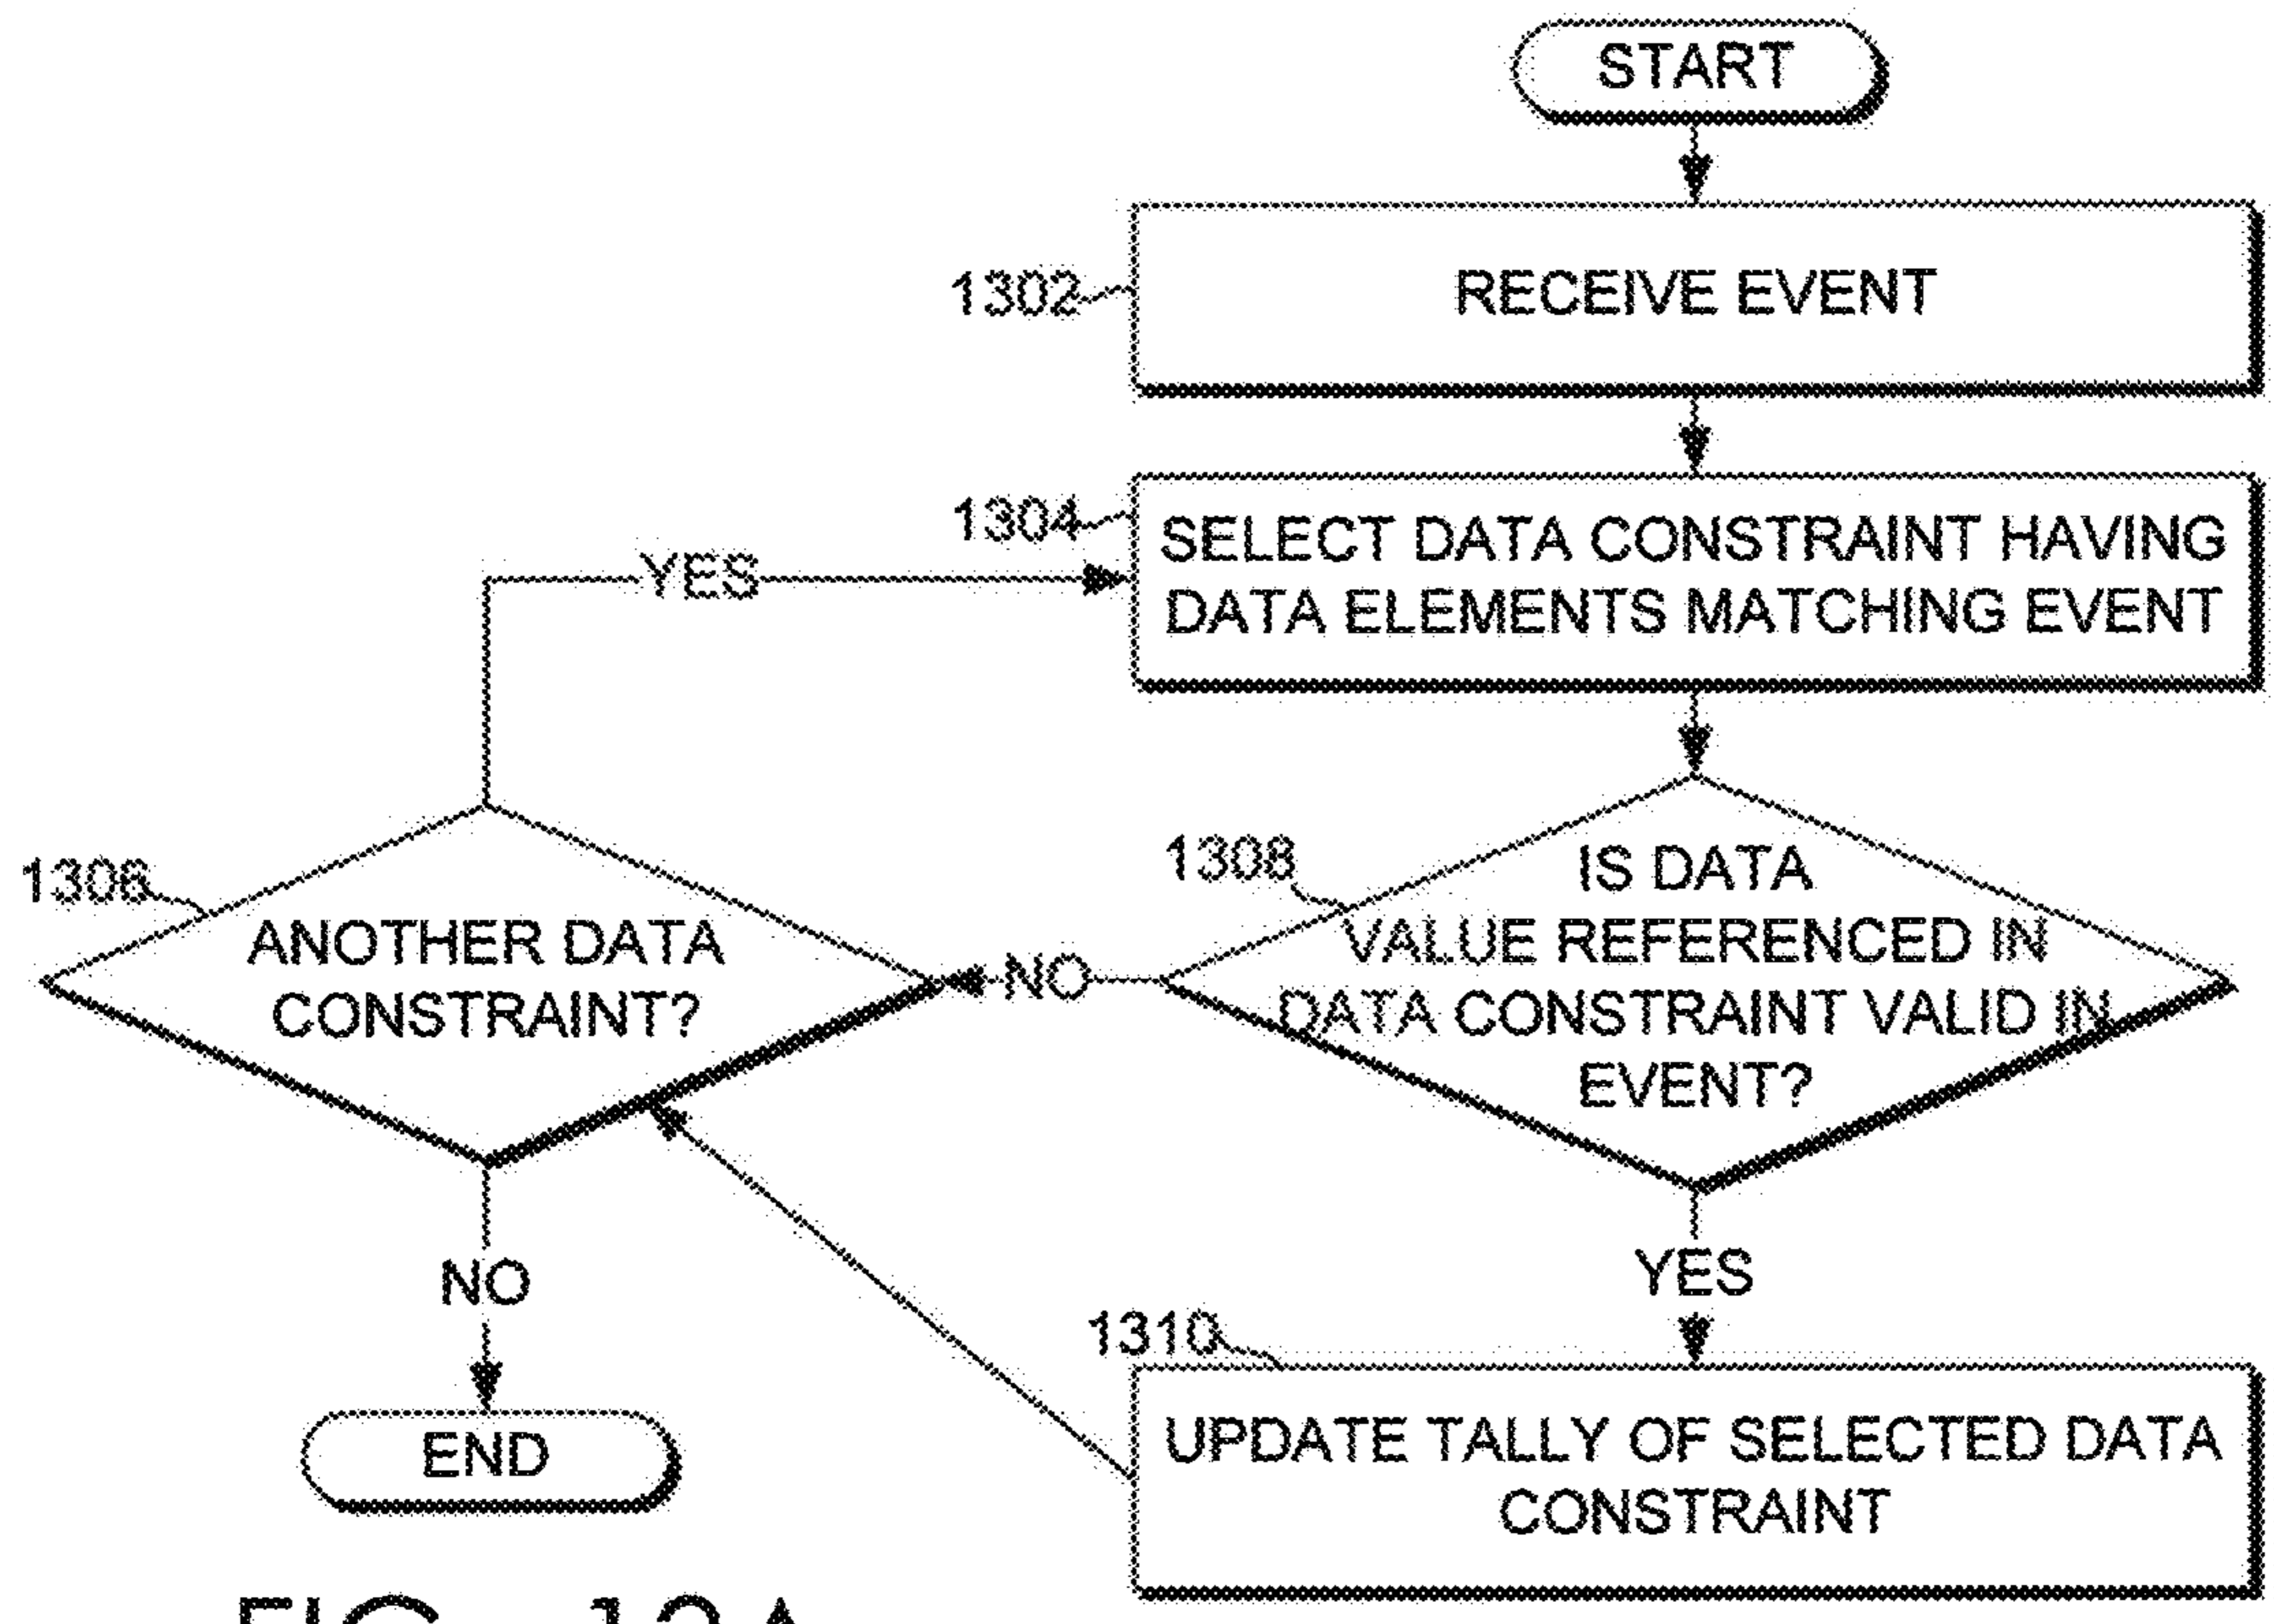 START
1302
RECEIVE EVENT
1304
SELECT DATA CONSTRAINT HAVING
DATA ELEMENTS MATCHING EVENT
YES
1306
ANOTHER DATA
CONSTRAINT?
NO
1308
IS DATA
VALUE REFERENCED IN
DATA CONSTRAINT VALID IN
EVENT?
NO
END
YES
1310
UPDATE TALLY OF SELECTED DATA
CONSTRAINT